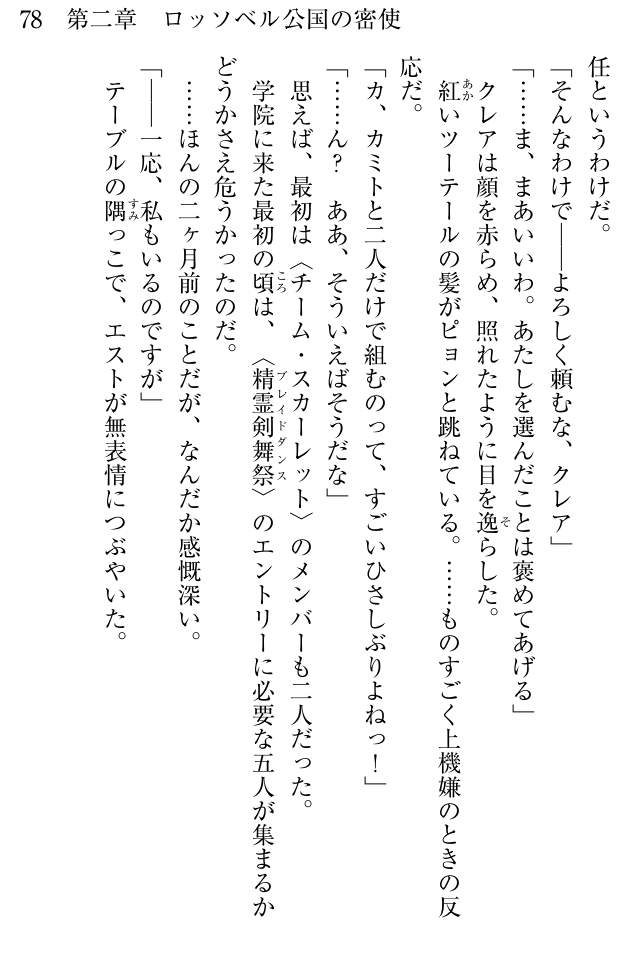 78　第二章　ロッソベル公国の密使
任というわけだ。
「そんなわけで――よろしく頼むな、クレア」
「……ま、まあいいわ。あたしを選んだことは褒めてあげる」
クレアは顔を赤らめ、照れたように目を逸らした。
紅いツーテールの髪がピョンと跳ねている。……ものすごく上機嫌のときの反
応だ。
「カ、カミトと二人だけで組むのって、すごいひさしぶりよねっ！」
「……ん？　ああ、そういえばそうだな」
思えば、最初は〈チーム・スカーレット〉のメンバーも二人だった。
学院に来た最初の頃は、〈精霊剣舞祭〉のエントリーに必要な五人が集まるか
どうかさえ危うかったのだ。
……ほんの二ヶ月前のことだが、なんだか感慨深い。
「――一応、私もいるのですが」
テーブルの隅っこで、エストが無表情につぶやいた。
そ
あか
ころ
ブレイドダンス
すみ